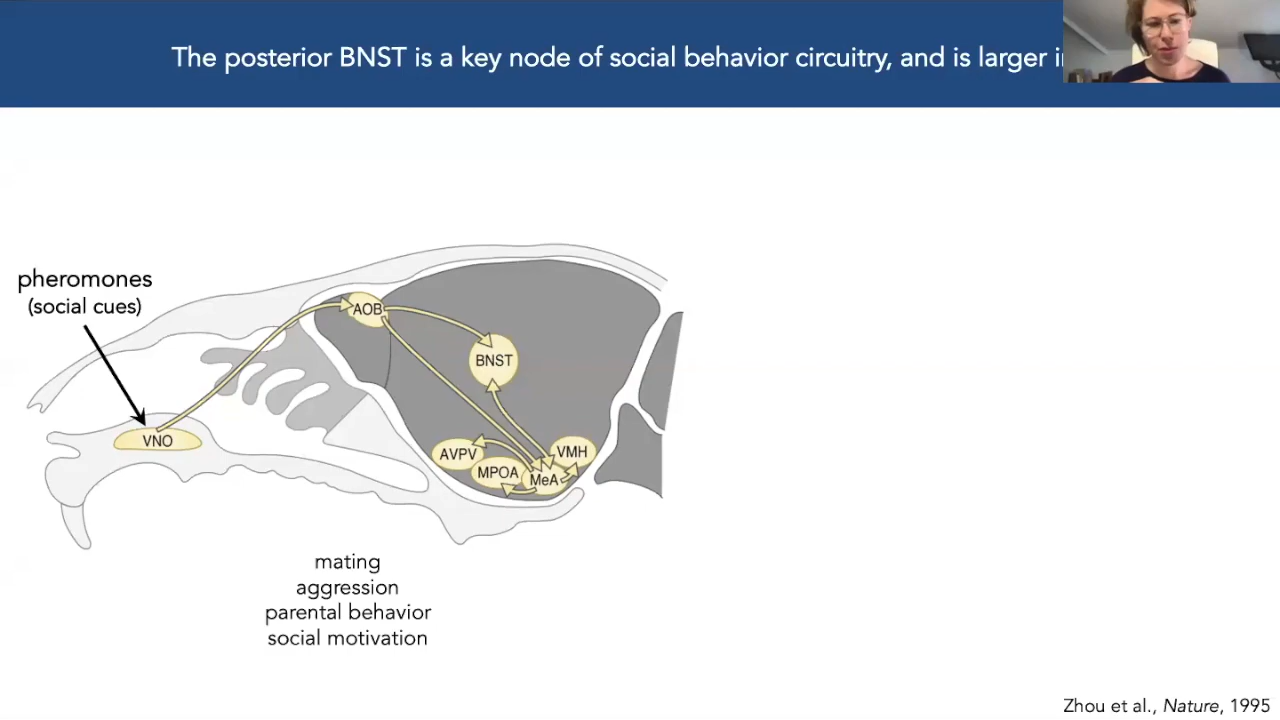 The posterior BNST is a key node of social behavior circuitry, and is larger
pheromones
(social cues)
AOB
BNST
VNO
AVPV
VMH
MPOA
MeA
mating
aggression
parental behavior
social motivation
Zhou et al., Nature, 1995